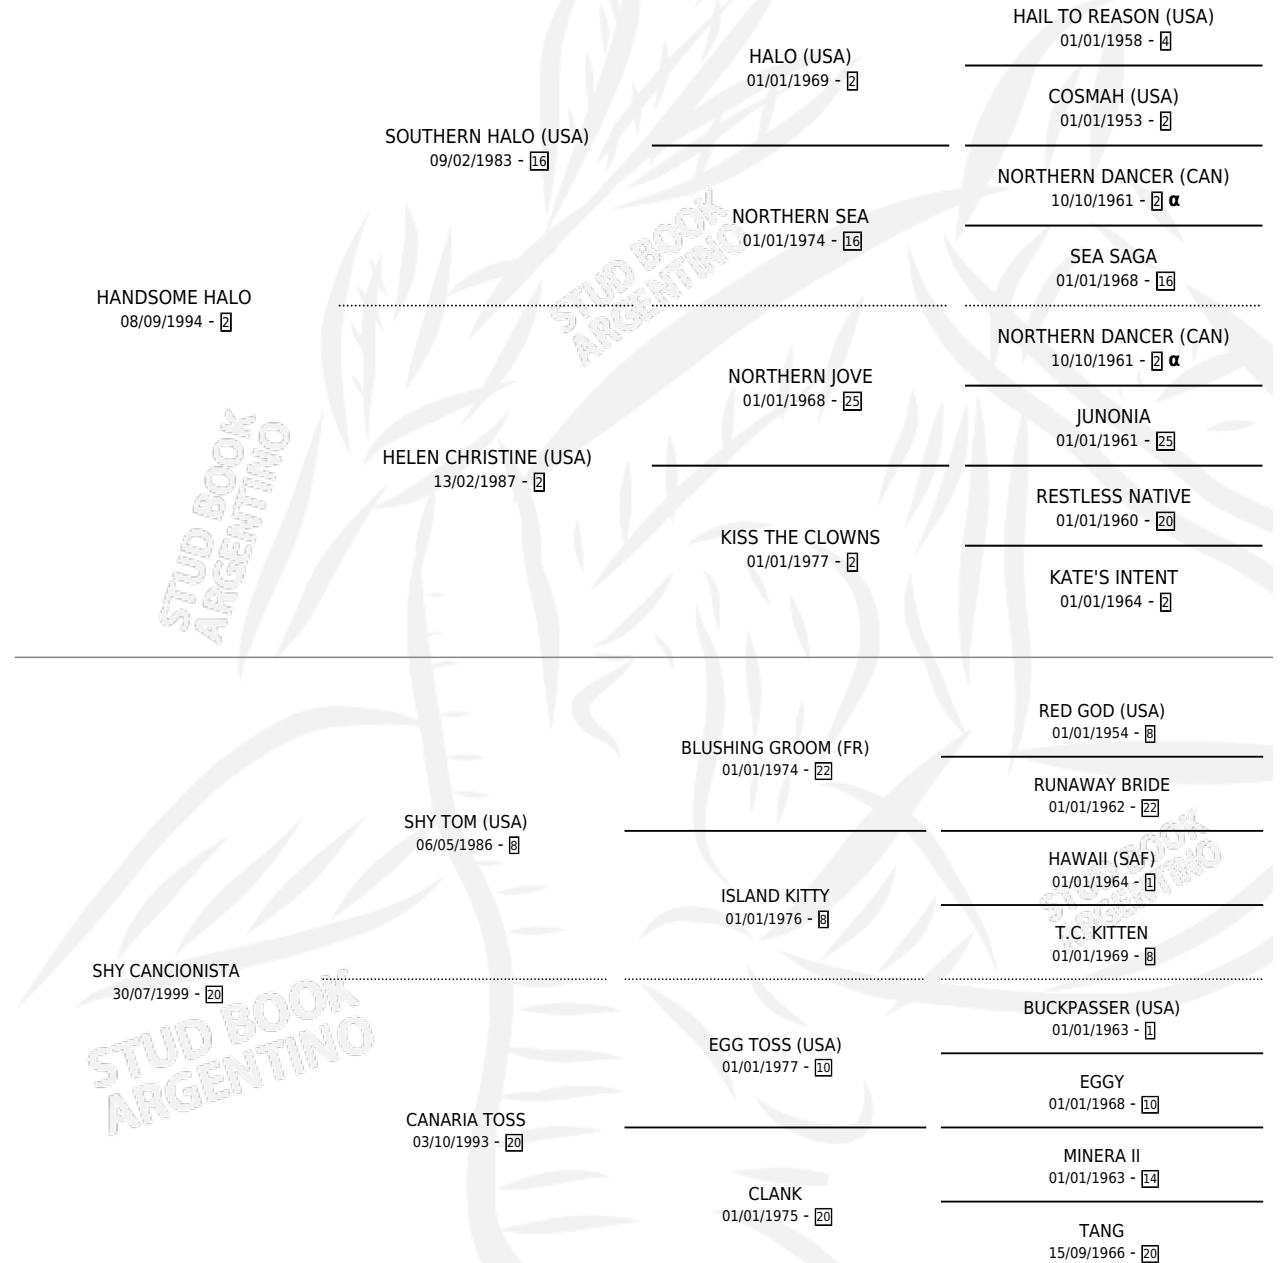 HAIL TO REASON (USA)
01/01/1958 - 4
HALO (USA)
01/01/1969 - 2
COSMAH (USA)
01/01/1953 - 2
SOUTHERN HALO (USA)
09/02/1983 - 16
NORTHERN DANCER (CAN)
10/10/1961 - 2 α
NORTHERN SEA
01/01/1974 - 16
SEA SAGA
01/01/1968 - 16
STUD BOOK
ARGENTINO
HANDSOME HALO
08/09/1994 - 2
NORTHERN DANCER (CAN)
10/10/1961 - 2 α
NORTHERN JOVE
01/01/1968 - 25
JUNONIA
01/01/1961 - 25
HELEN CHRISTINE (USA)
13/02/1987 - 2
RESTLESS NATIVE
01/01/1960 - 20
KISS THE CLOWNS
01/01/1977 - 2
KATE'S INTENT
01/01/1964 - 2
STUD BOOK
ARGENTINO
RED GOD (USA)
01/01/1954 - 8
BLUSHING GROOM (FR)
01/01/1974 - 22
RUNAWAY BRIDE
01/01/1962 - 22
SHY TOM (USA)
06/05/1986 - 8
HAWAII (SAF)
01/01/1964 - 1
ISLAND KITTY
01/01/1976 - 8
T.C. KITTEN
01/01/1969 - 8
STUD BOOK
ARGENTINO
SHY CANCIONISTA
30/07/1999 - 20
STUD BOOK
ARGENTINO
BUCKPASSER (USA)
01/01/1963 - 1
EGG TOSS (USA)
01/01/1977 - 10
EGGY
01/01/1968 - 10
CANARIA TOSS
03/10/1993 - 20
MINERA II
01/01/1963 - 14
CLANK
01/01/1975 - 20
TANG
15/09/1966 - 20